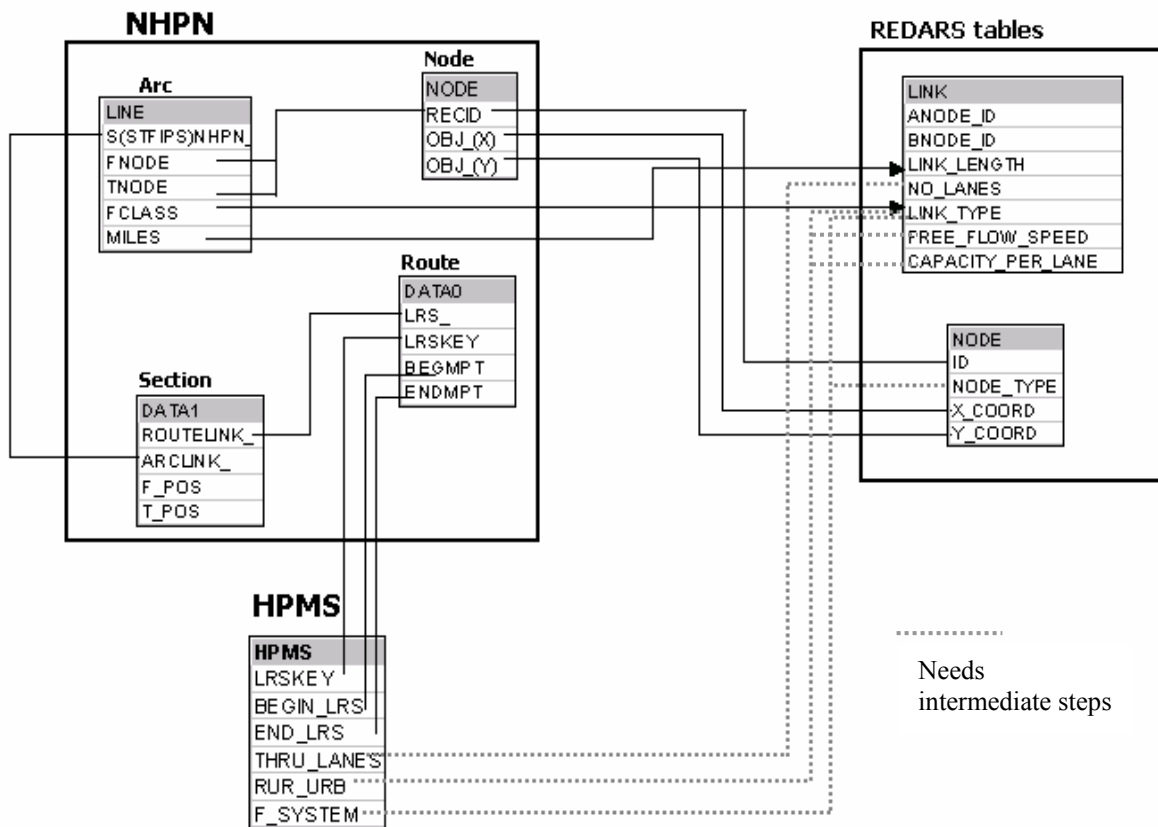 NHPN
Arc
LINE
S(STFIPS)NHPN_
FNODE
TNODE
FCLASS
MILES
Node
NODE
RECID
OBJ_(X)
OBJ_(Y)
Route
DATA0
LRS_
LRSKEY
BEGMPT
ENDMPT
Section
DATA1
ROUTELINK_
ARCLINK_
F_POS
T_POS
HPMS
HPMS
LRSKEY
BEGIN_LRS
END_LRS
THRU_LANES
RUR_URB
F_SYSTEM
REDARS tables
LINK
ANODE_ID
BNODE_ID
LINK_LENGTH
NO_LANES
LINK_TYPE
FREE_FLOW_SPEED
CAPACITY_PER_LANE
NODE
ID
NODE_TYPE
X_COORD
Y_COORD
Needs
intermediate steps